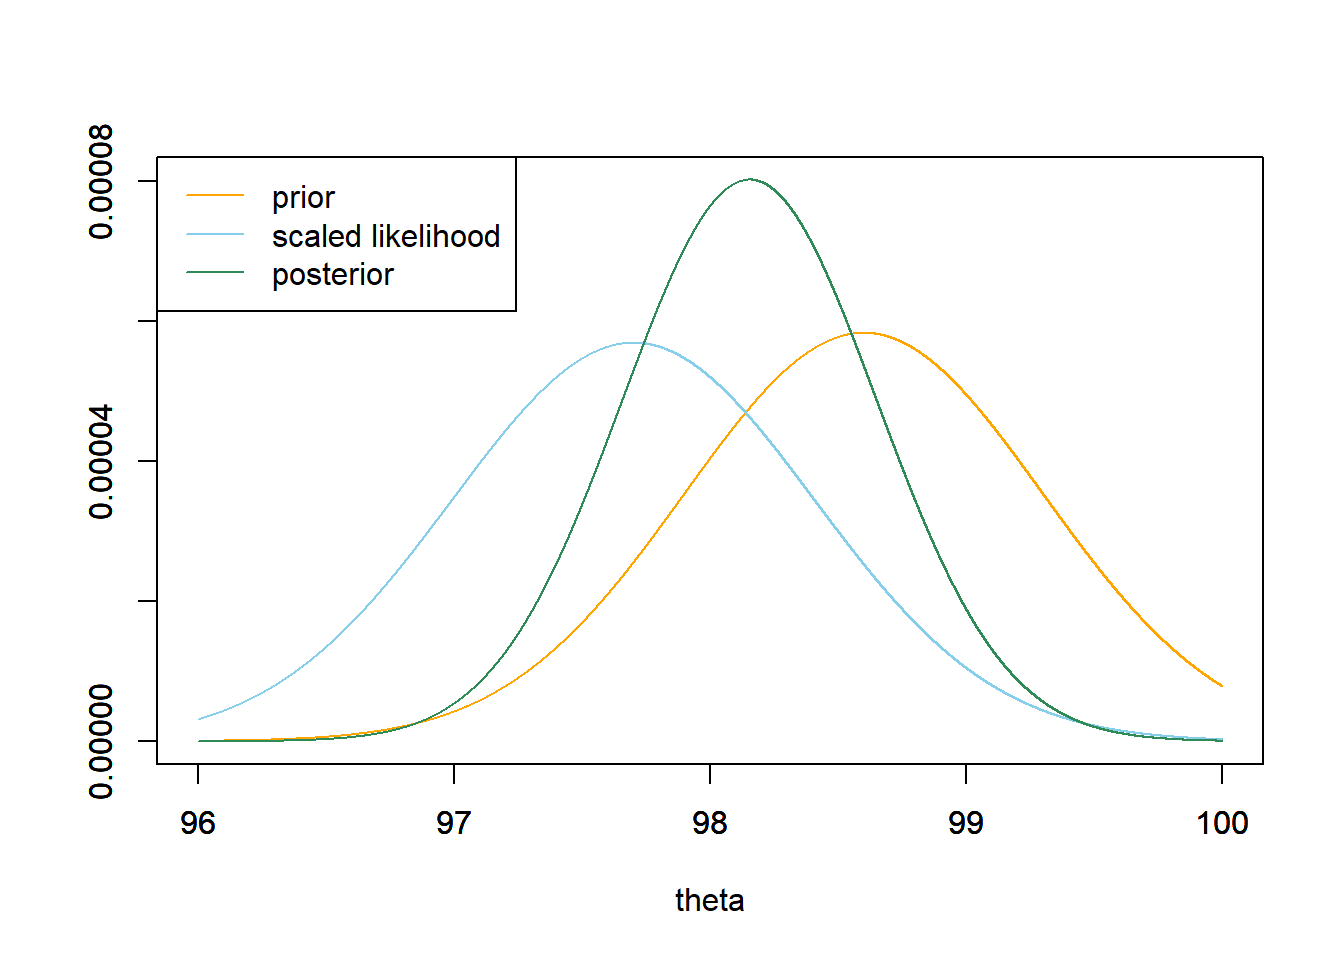 prior
scaled likelihood
posterior
0.00008
0.00004
0.00000
96 97 98 99 100
theta